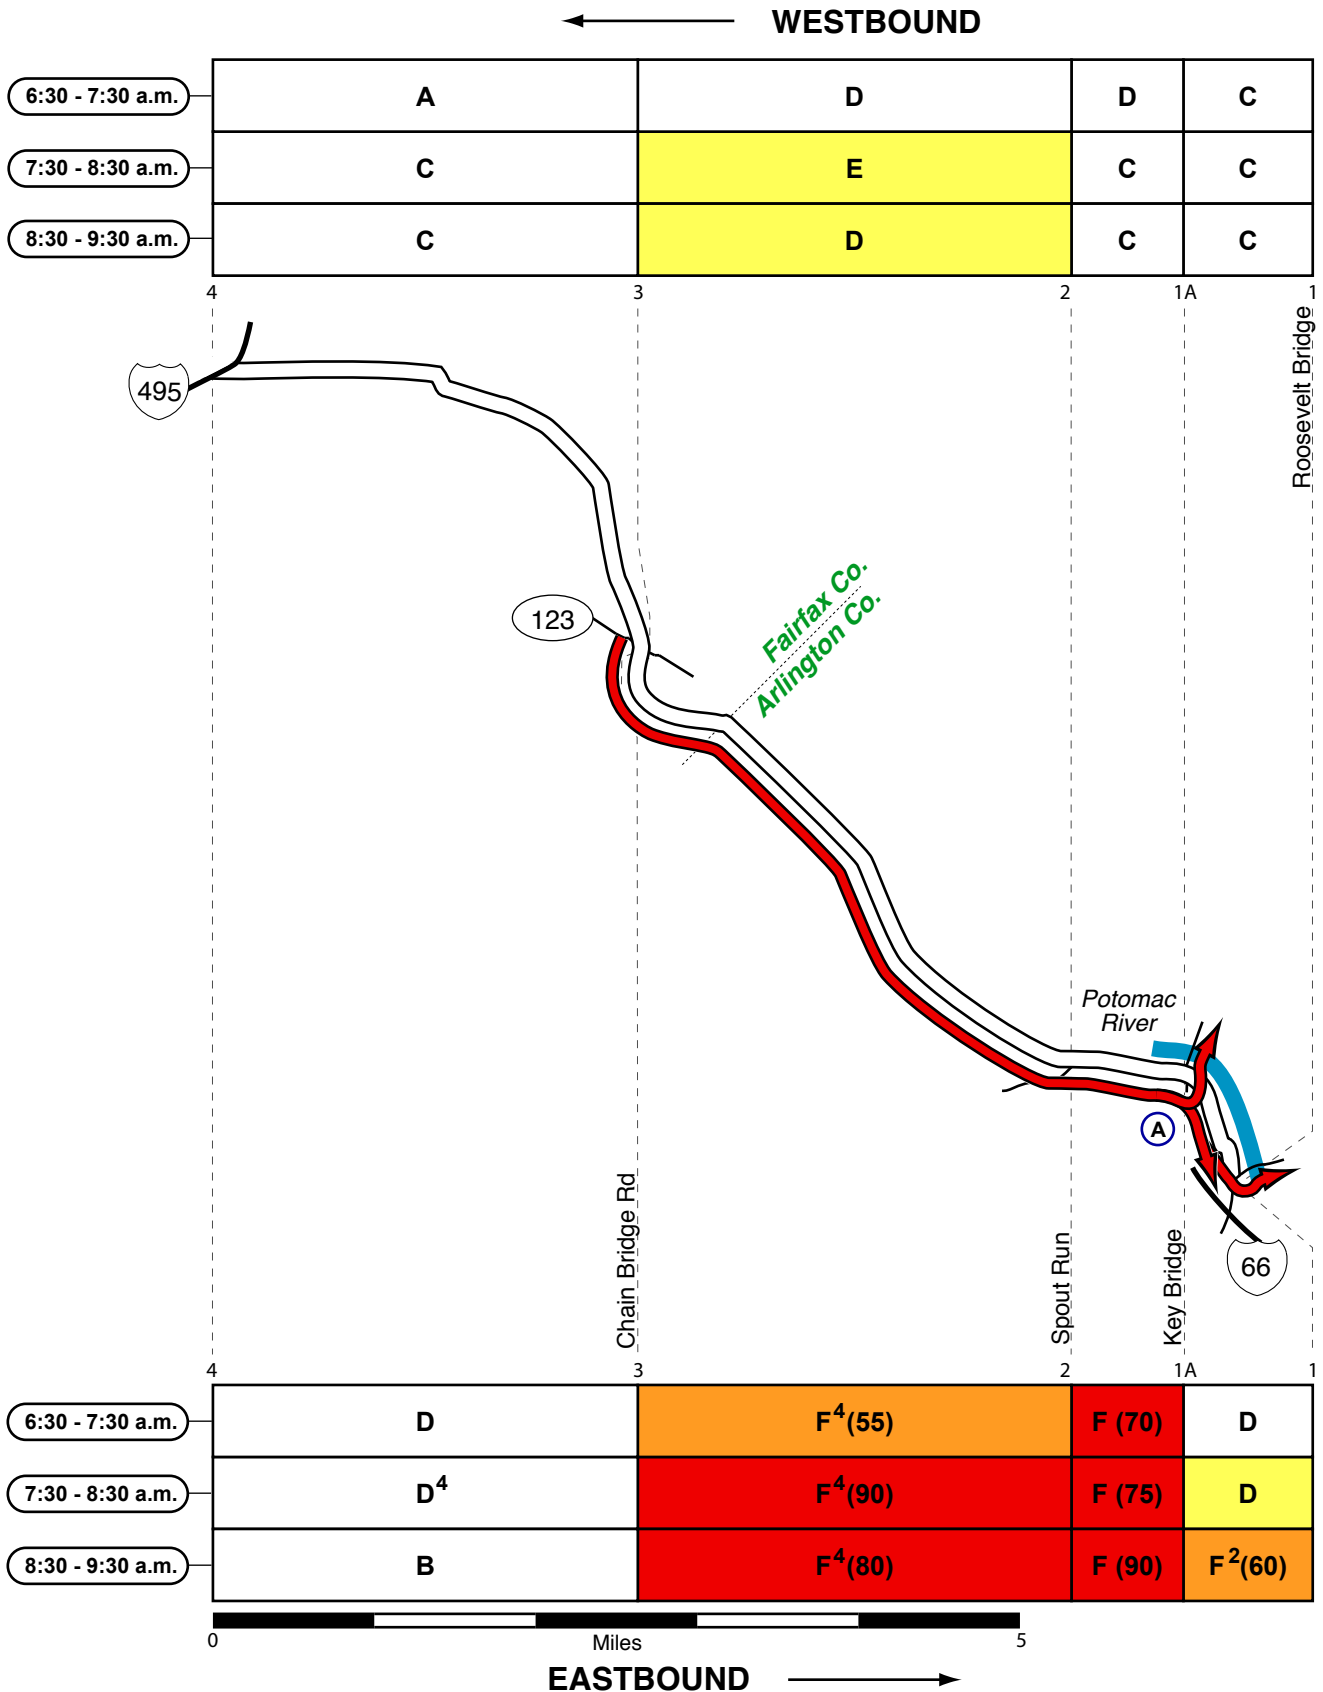 WESTBOUND
6:30 - 7:30 a.m. A D D C
7:30 - 8:30 a.m. C E C C
8:30 - 9:30 a.m. C D C C
4 3 2 1A 1
Roosevelt Bridge
495
123
Fairfax Co.
Arlington Co.
Potomac
River
A
66
Chain Bridge Rd
Spout Run
Key Bridge
4 3 2 1A 1
6:30 - 7:30 a.m. D F⁴(55) F (70) D
7:30 - 8:30 a.m. D⁴ F⁴(90) F (75) D
8:30 - 9:30 a.m. B F⁴(80) F (90) F²(60)
0 Miles 5
EASTBOUND